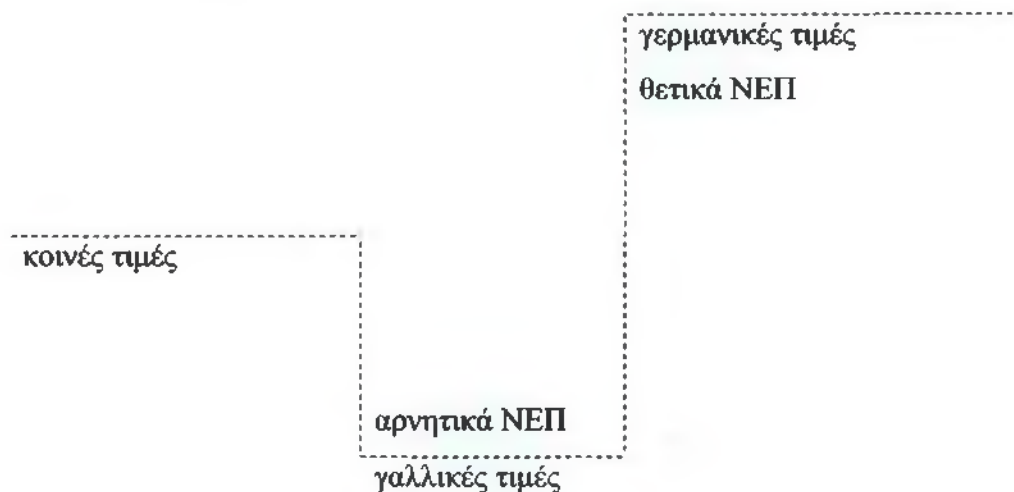 γερμανικές τιμές
θετικά ΝΕΠ
κοινές τιμές
αρνητικά ΝΕΠ
γαλλικές τιμές